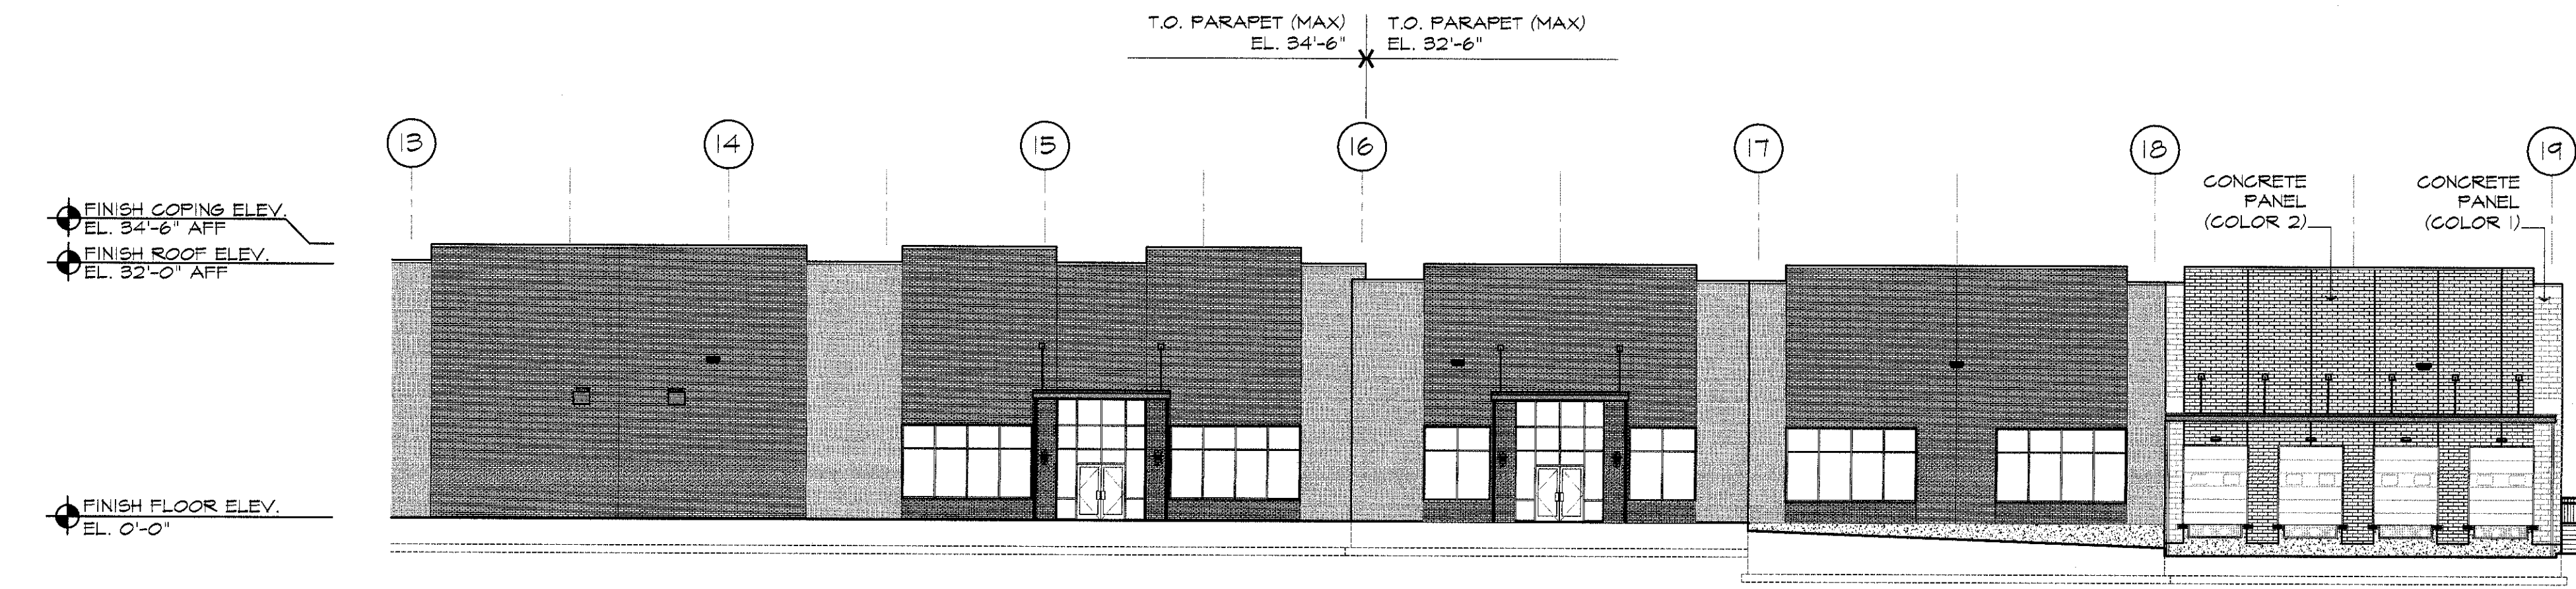 T.O. PARAPET (MAX)
EL. 34'-6"
T.O. PARAPET (MAX)
EL. 32'-6"
13
14
15
16
17
18
19
CONCRETE
PANEL
(COLOR 2)
CONCRETE
PANEL
(COLOR 1)
FINISH COPING ELEV.
EL. 34'-6" AFF
FINISH ROOF ELEV.
EL. 32'-0" AFF
FINISH FLOOR ELEV.
EL. 0'-0"